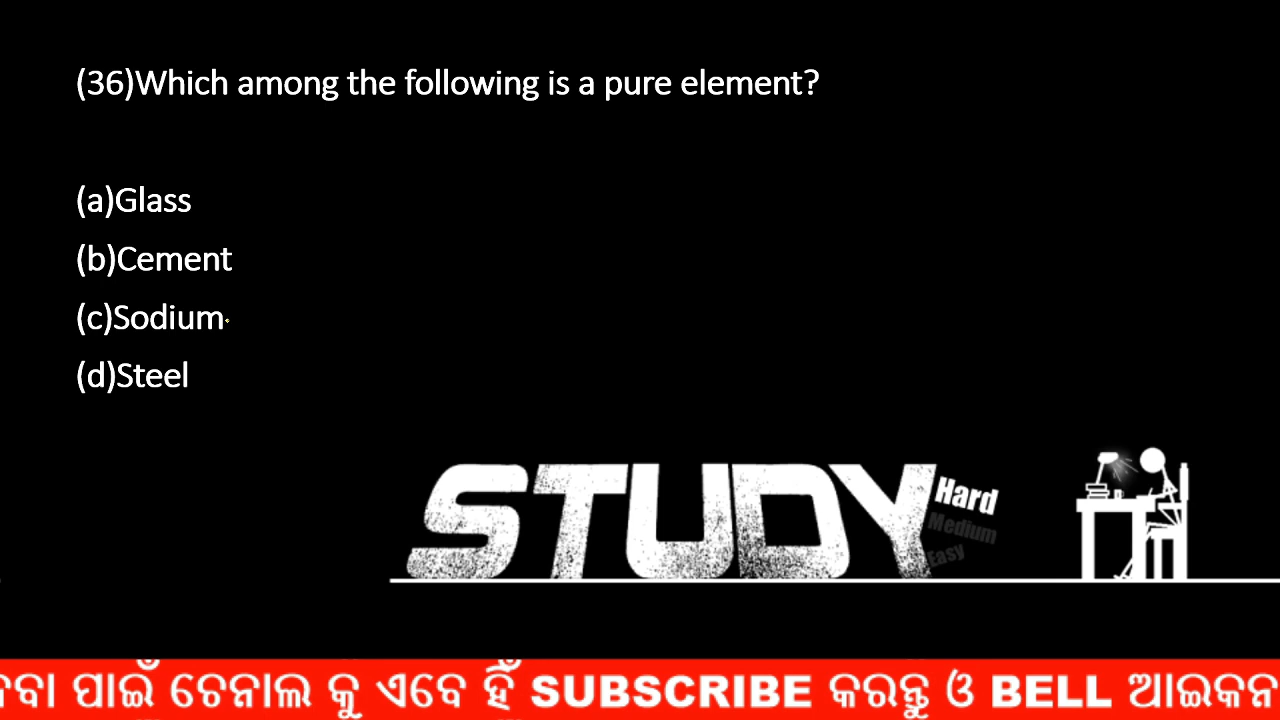 (36)Which among the following is a pure element?
(a)Glass
(b)Cement
(c)Sodium
(d)Steel
STUDY
Hard
Medium
Easy
ପାଇଁ ଚେନାଲ କୁ ଏବେ ହିଁ SUBSCRIBE କରନ୍ତୁ ଓ BELL ଆଇକନ